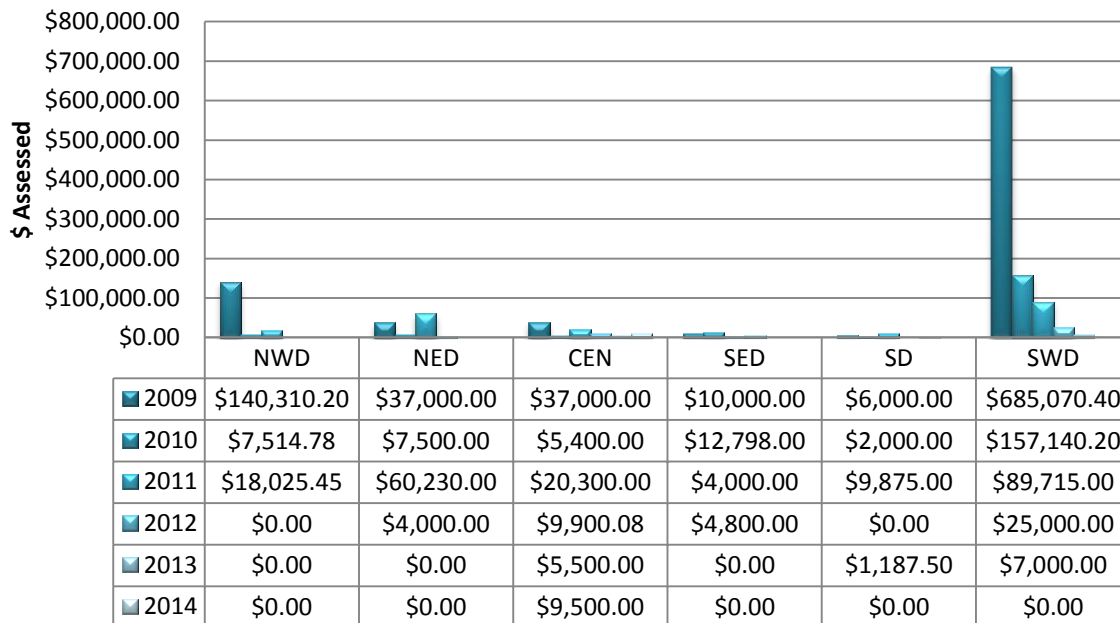 $800,000.00
$700,000.00
$600,000.00
$500,000.00
$400,000.00
$300,000.00
$200,000.00
$100,000.00
$0.00
$ Assessed
NWD NED CEN SED SD SWD
2009 $140,310.20 $37,000.00 $37,000.00 $10,000.00 $6,000.00 $685,070.40
2010 $7,514.78 $7,500.00 $5,400.00 $12,798.00 $2,000.00 $157,140.20
2011 $18,025.45 $60,230.00 $20,300.00 $4,000.00 $9,875.00 $89,715.00
2012 $0.00 $4,000.00 $9,900.08 $4,800.00 $0.00 $25,000.00
2013 $0.00 $0.00 $5,500.00 $0.00 $1,187.50 $7,000.00
2014 $0.00 $0.00 $9,500.00 $0.00 $0.00 $0.00